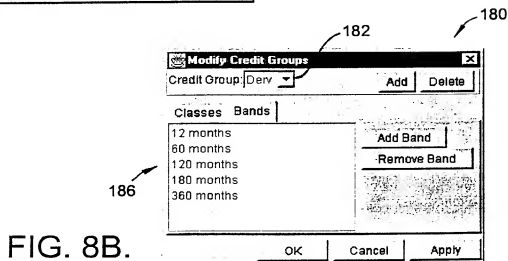 180
182
Modify Credit Groups
Credit Group: Derv Add Delete
Classes Bands
12 months
60 months
120 months
180 months
360 months
Add Band
Remove Band
186
FIG. 8B.
OK Cancel Apply